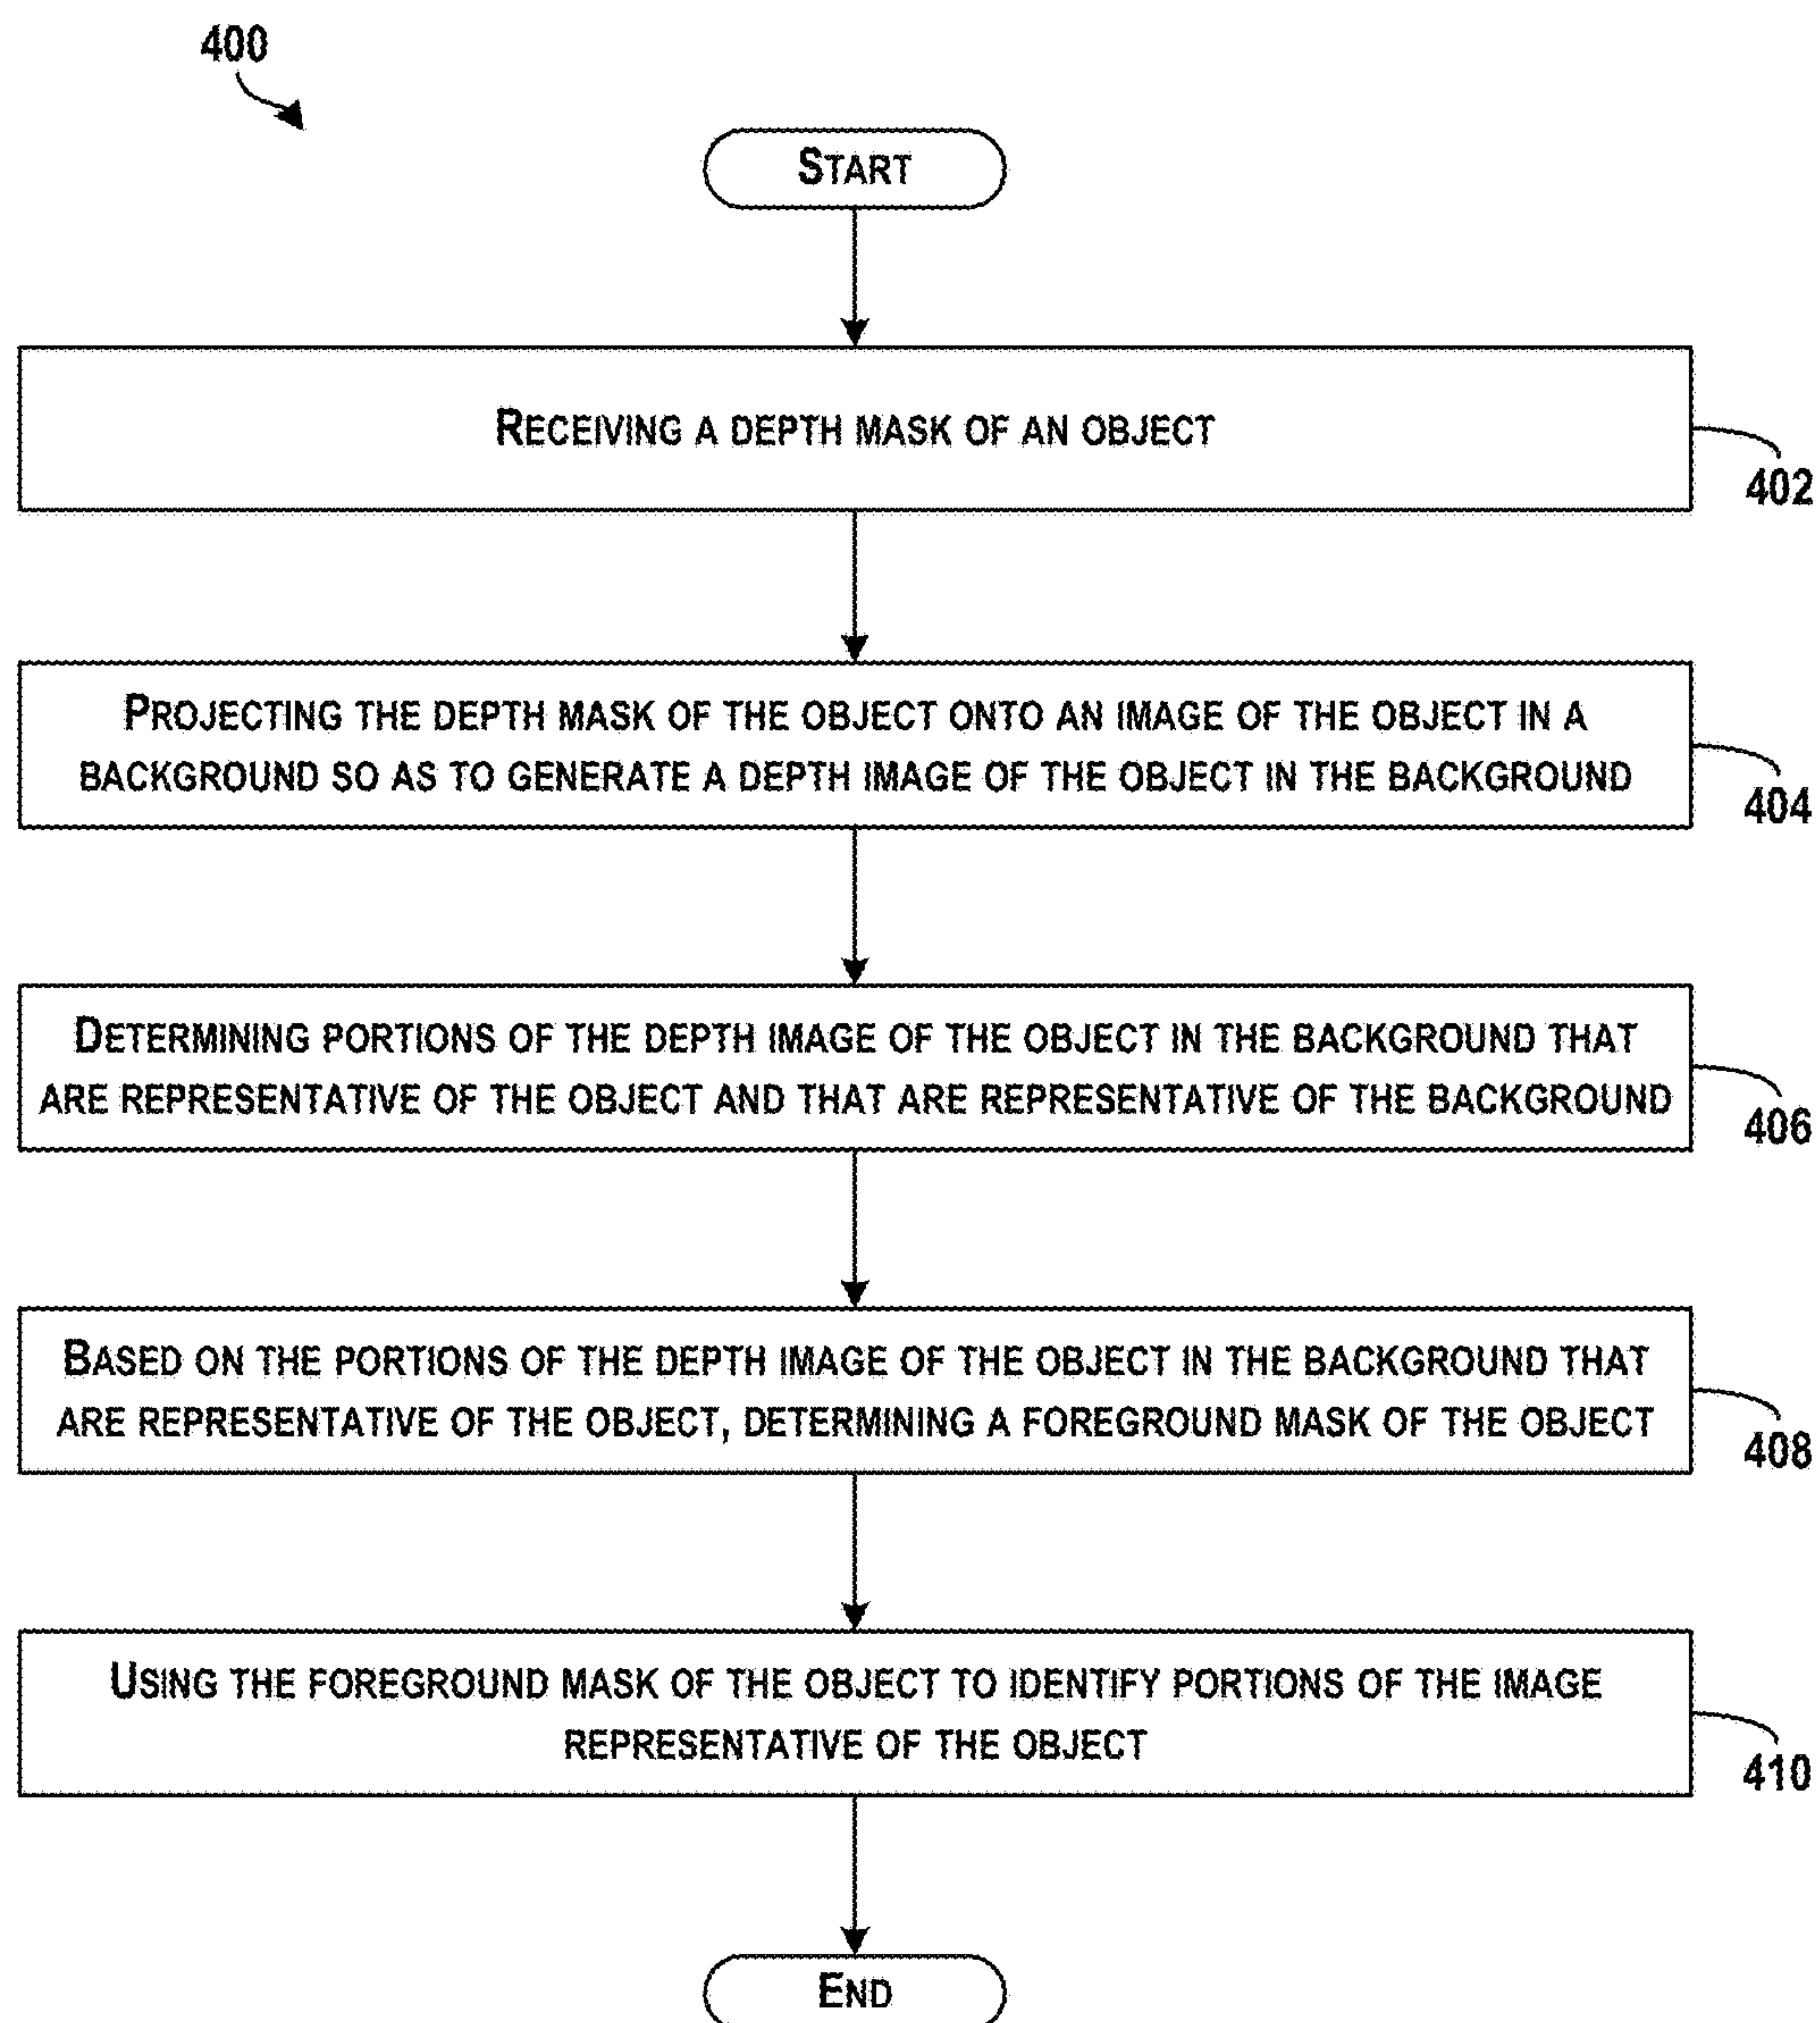 400
START
RECEIVING A DEPTH MASK OF AN OBJECT
402
PROJECTING THE DEPTH MASK OF THE OBJECT ONTO AN IMAGE OF THE OBJECT IN A
BACKGROUND SO AS TO GENERATE A DEPTH IMAGE OF THE OBJECT IN THE BACKGROUND
404
DETERMINING PORTIONS OF THE DEPTH IMAGE OF THE OBJECT IN THE BACKGROUND THAT
ARE REPRESENTATIVE OF THE OBJECT AND THAT ARE REPRESENTATIVE OF THE BACKGROUND
406
BASED ON THE PORTIONS OF THE DEPTH IMAGE OF THE OBJECT IN THE BACKGROUND THAT
ARE REPRESENTATIVE OF THE OBJECT, DETERMINING A FOREGROUND MASK OF THE OBJECT
408
USING THE FOREGROUND MASK OF THE OBJECT TO IDENTIFY PORTIONS OF THE IMAGE
REPRESENTATIVE OF THE OBJECT
410
END